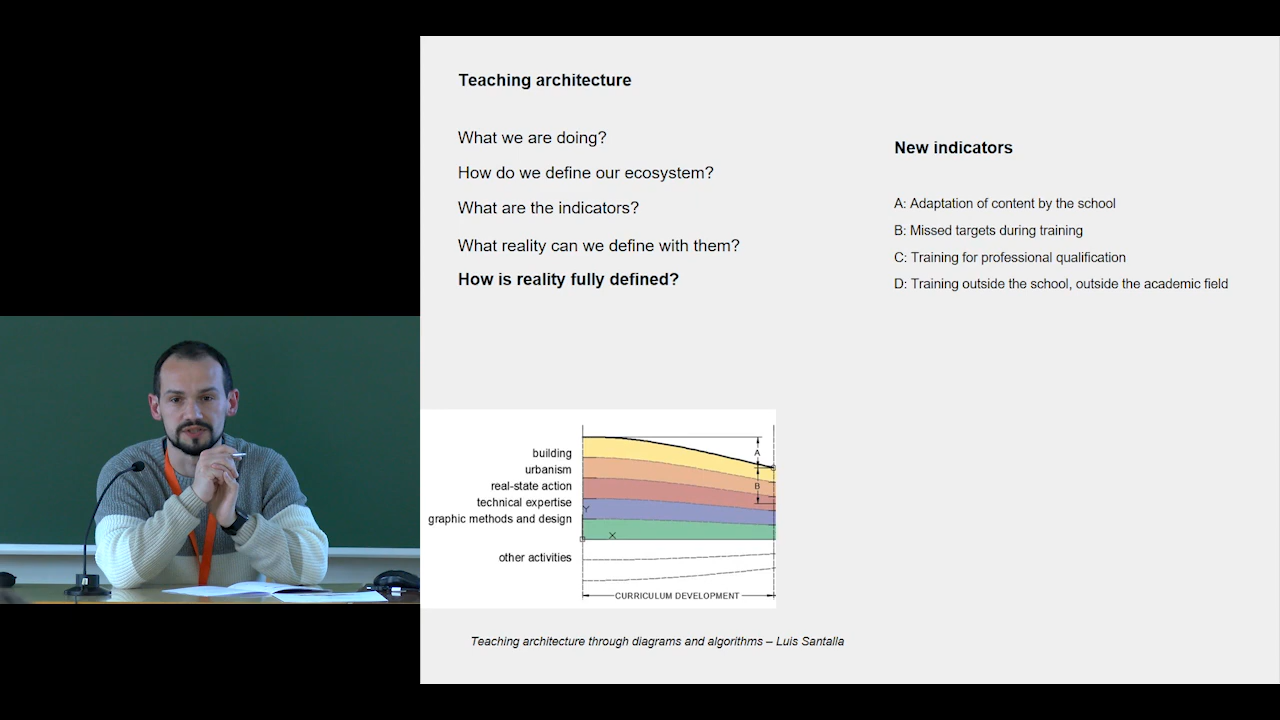 Teaching architecture
What we are doing?
How do we define our ecosystem?
What are the indicators?
What reality can we define with them?
How is reality fully defined?
New indicators
A: Adaptation of content by the school
B: Missed targets during training
C: Training for professional qualification
D: Training outside the school, outside the academic field
building
urbanism
real-state action
technical expertise
graphic methods and design
other activities
A
B
Y
X
CURRICULUM DEVELOPMENT
Teaching architecture through diagrams and algorithms – Luis Santalla